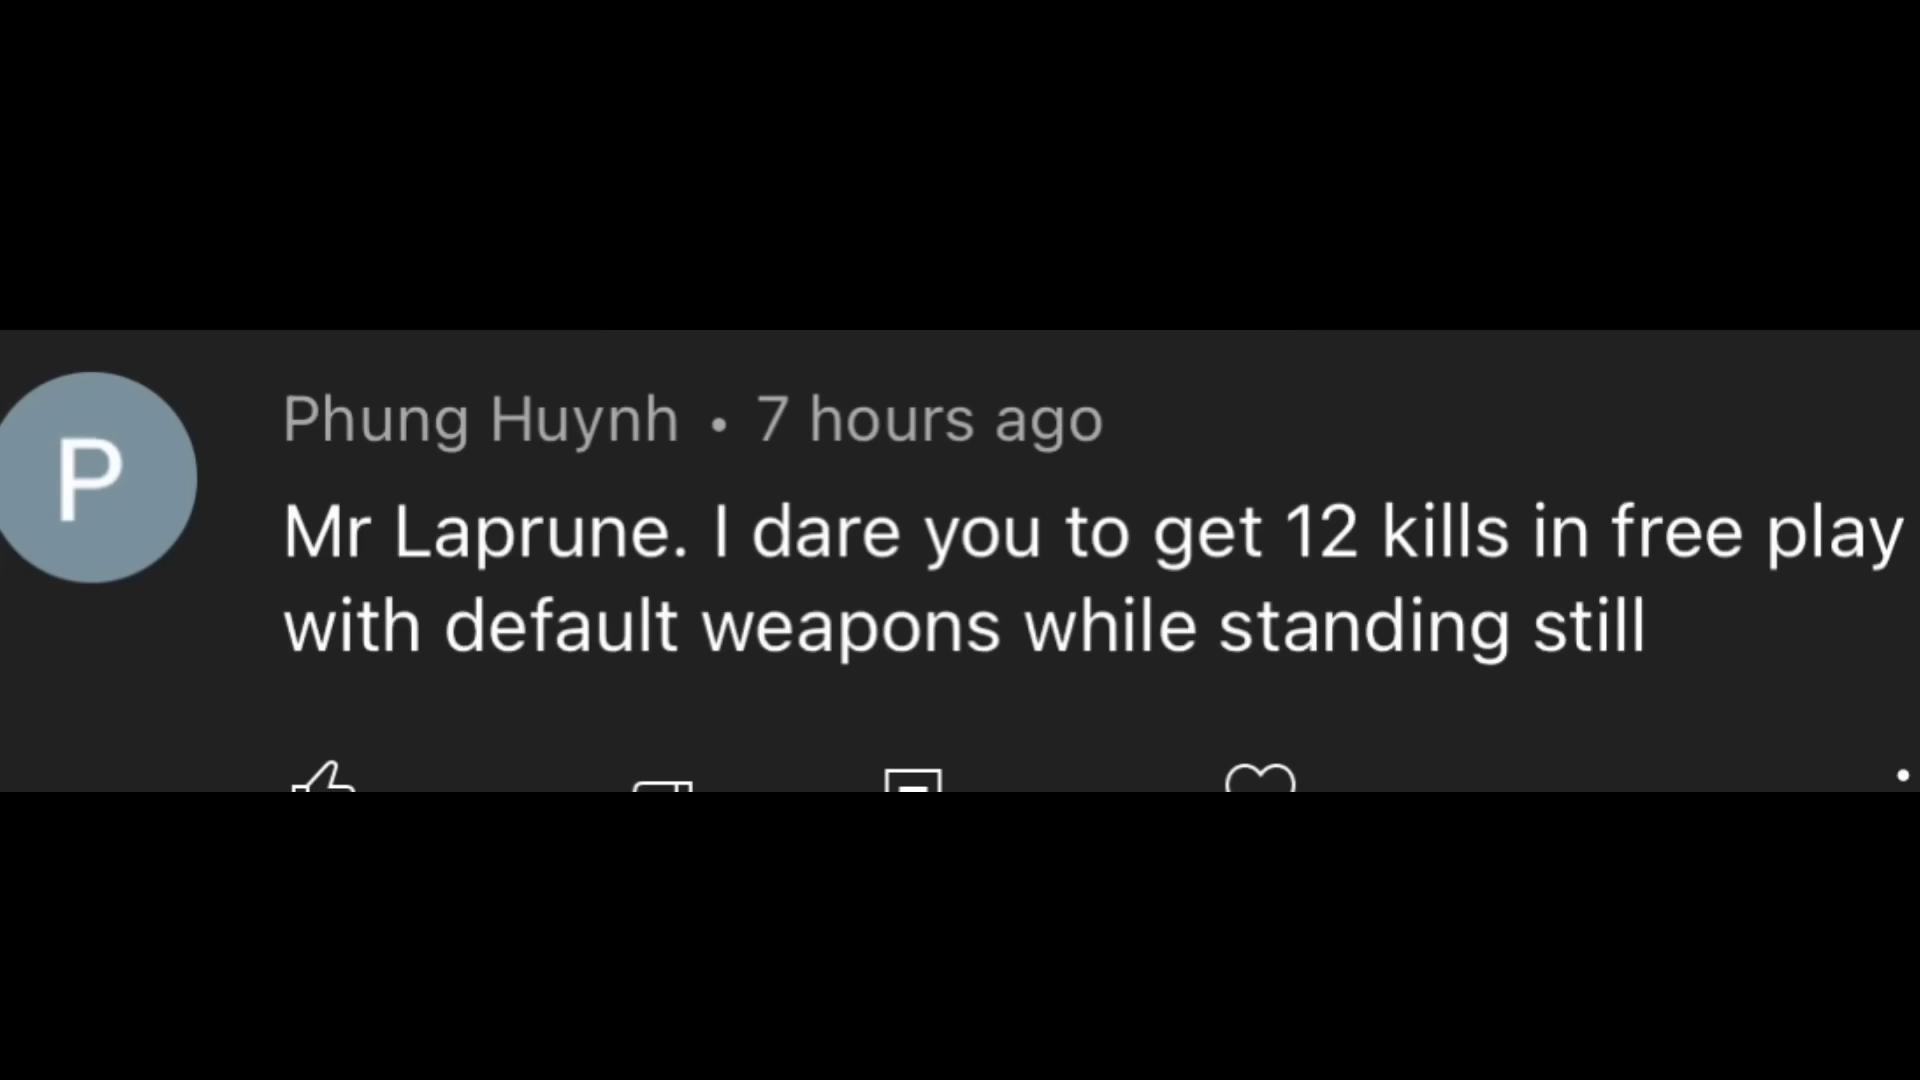 P
Phung Huynh • 7 hours ago
Mr Laprune. I dare you to get 12 kills in free play
with default weapons while standing still